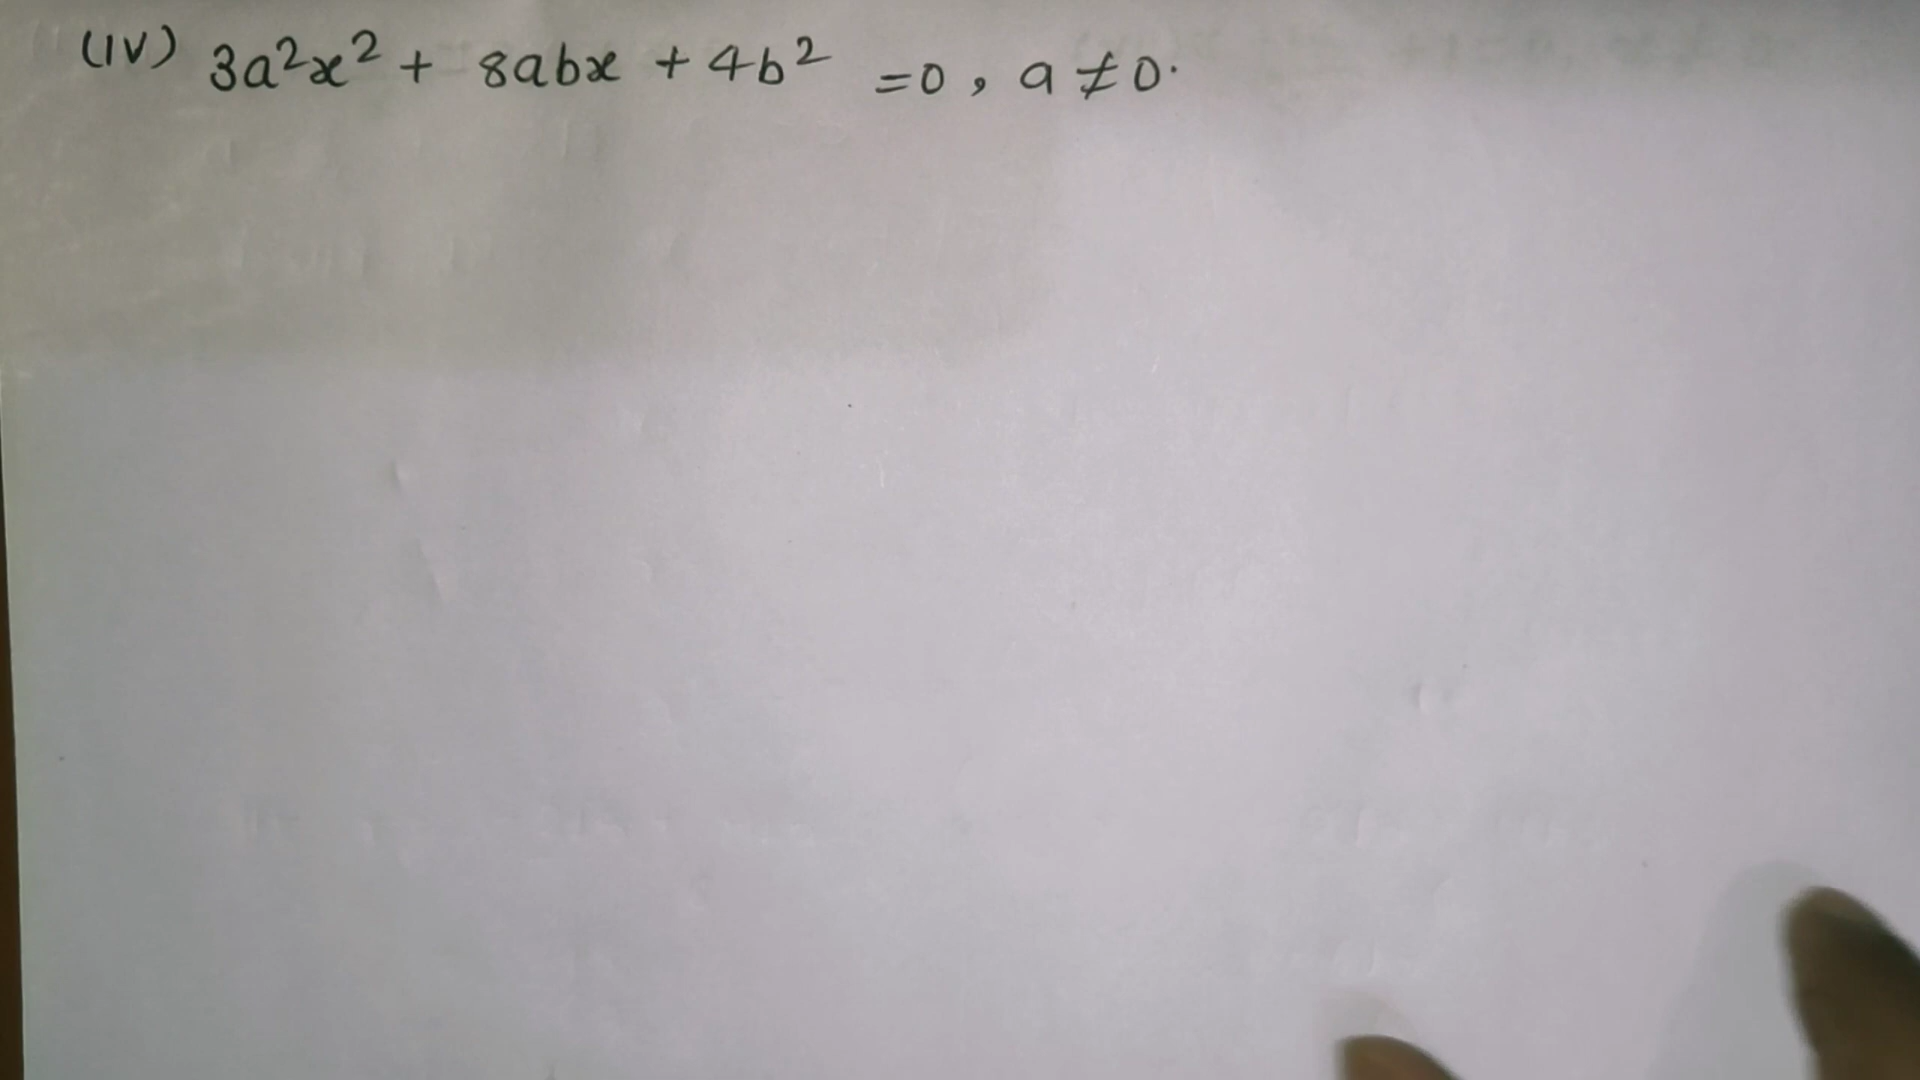 (IV) 3a²x² + 8abx + 4b² =0, a ≠ 0.